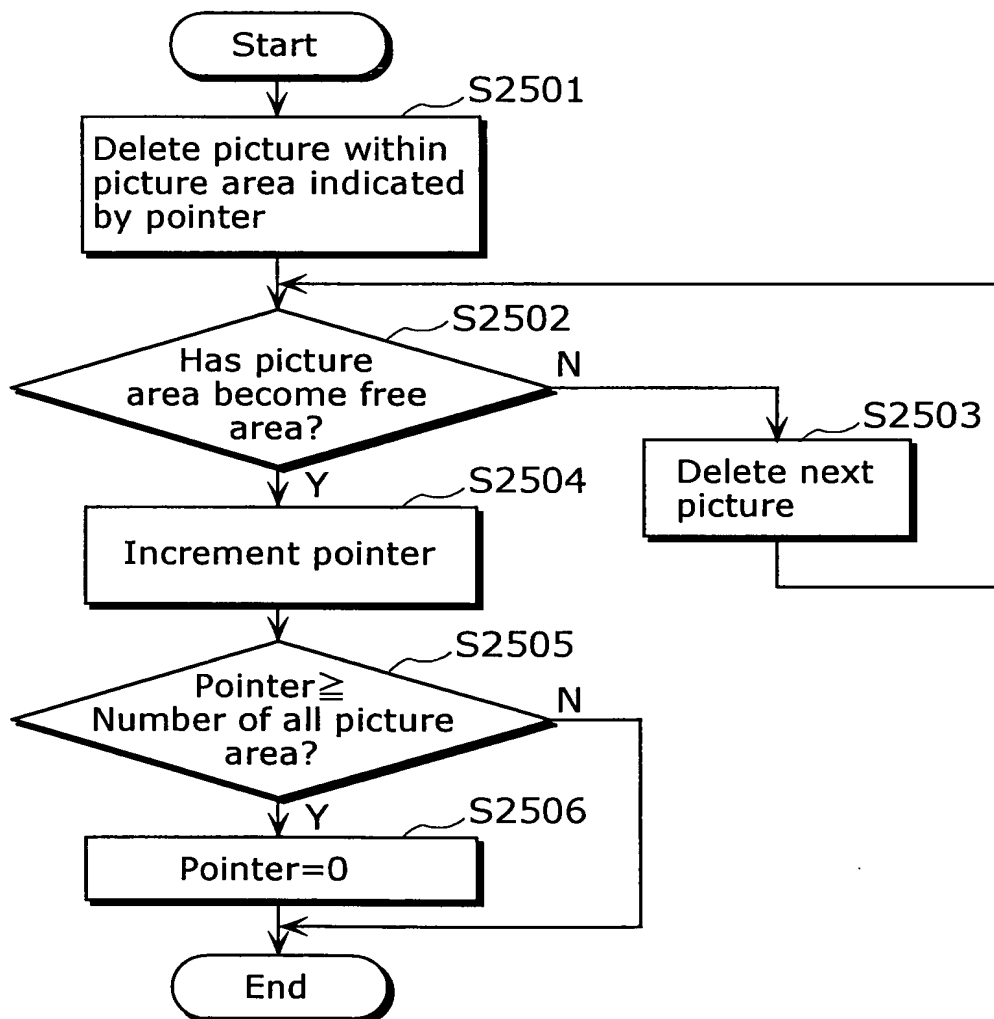 Start
S2501
Delete picture within
picture area indicated
by pointer
S2502
Has picture
area become free
area?
N
S2503
Delete next
picture
Y
S2504
Increment pointer
S2505
Pointer≧
Number of all picture
area?
N
Y
S2506
Pointer=0
End